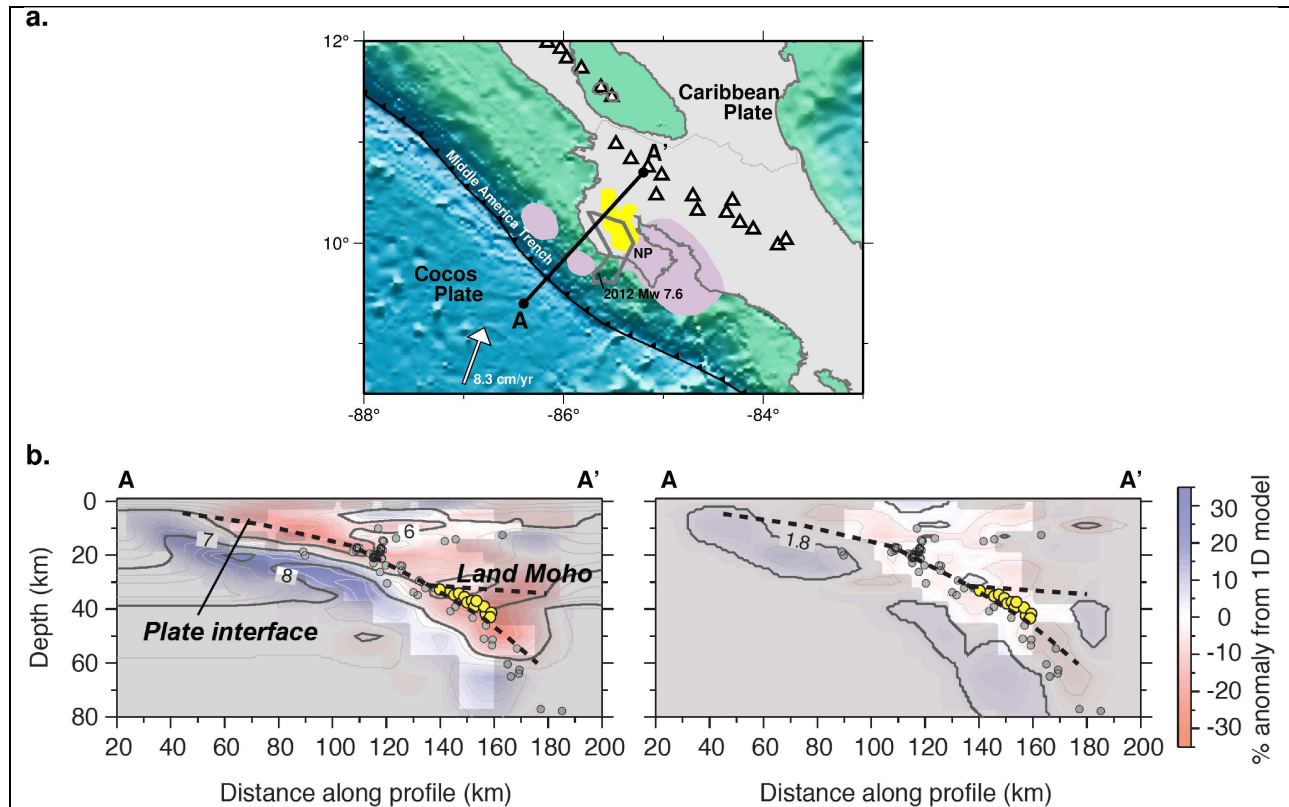 a.
12°
10°
-88°
-86°
-84°
Caribbean
Plate
A'
Middle America Trench
NP
Cocos
Plate
2012 Mw 7.6
A
8.3 cm/yr
b.
A
A'
A
A'
0
20
40
60
80
Depth (km)
7
8
6
Land Moho
Plate interface
1.8
20 40 60 80 100 120 140 160 180 200
20 40 60 80 100 120 140 160 180 200
Distance along profile (km)
Distance along profile (km)
30
20
10
0
-10
-20
-30
% anomaly from 1D model